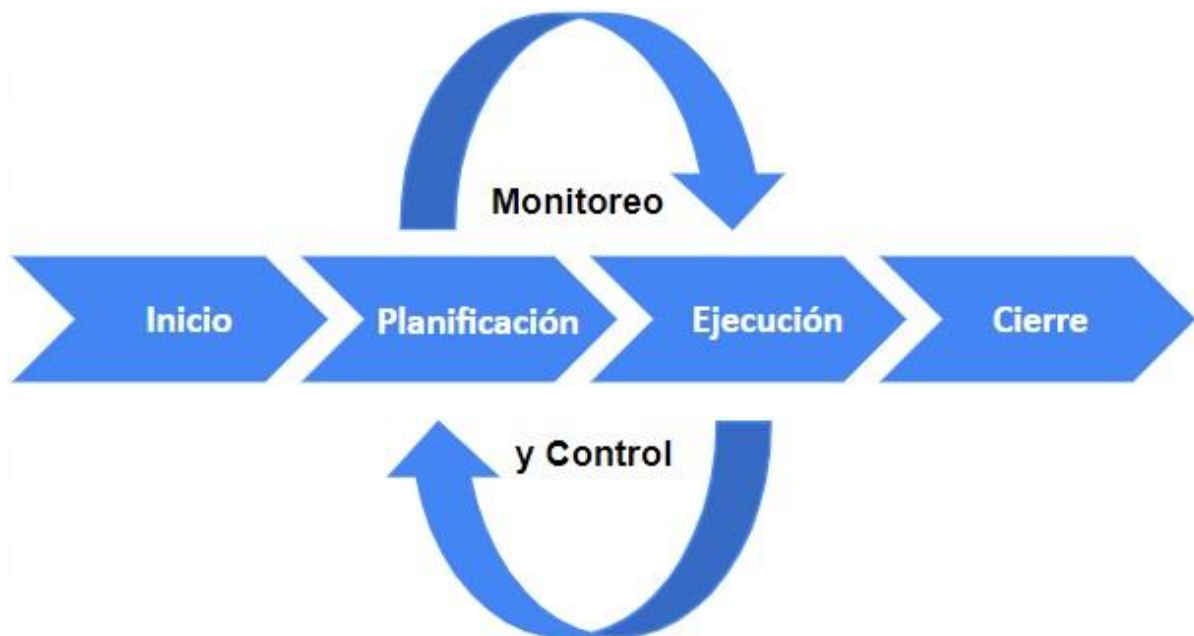 Monitoreo
Inicio
Planificación
Ejecución
Cierre
y Control